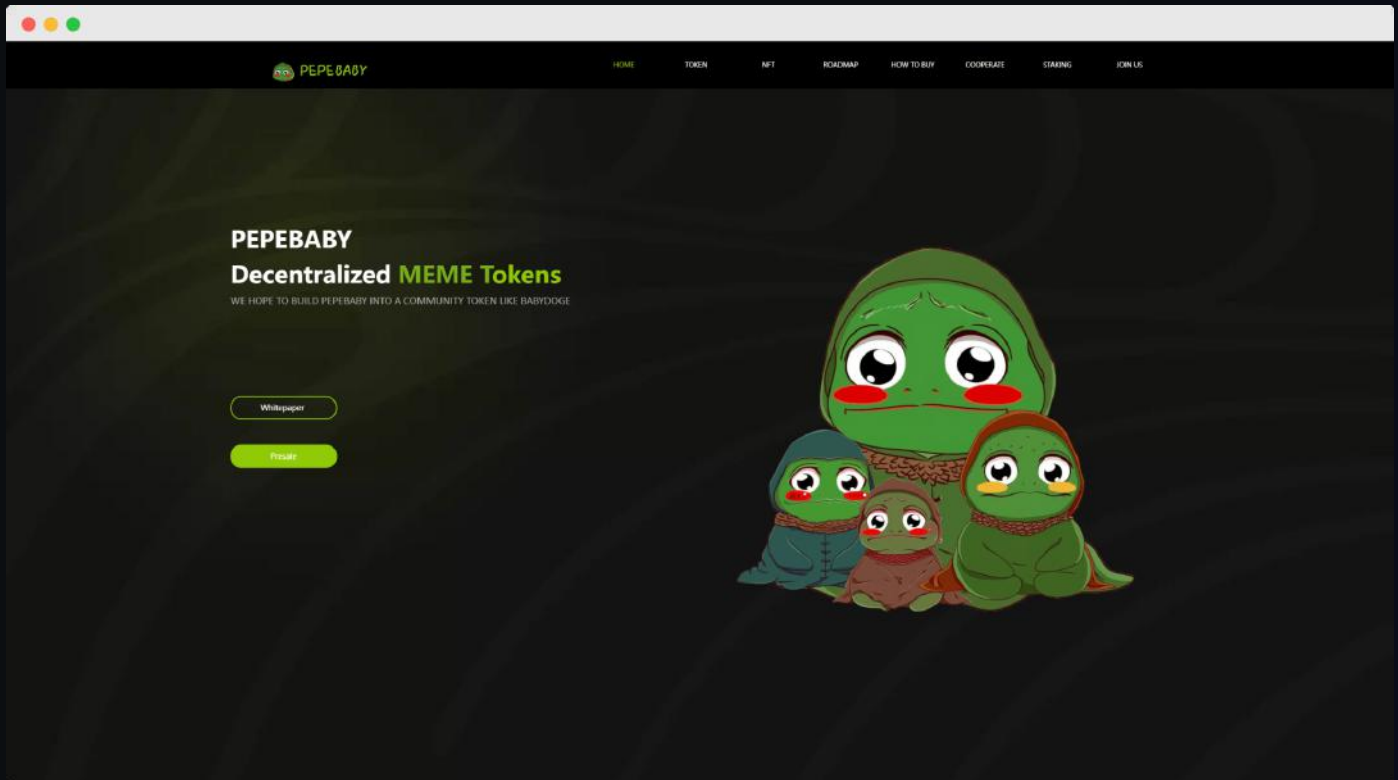 PEPEBABY
HOME TOKEN NFT ROADMAP HOW TO BUY COOPERATE STAKING JOIN US
PEPEBABY
Decentralized MEME Tokens
WE HOPE TO BUILD PEPEBABY INTO A COMMUNITY TOKEN LIKE BABYDOGE
Whitepaper
Presale